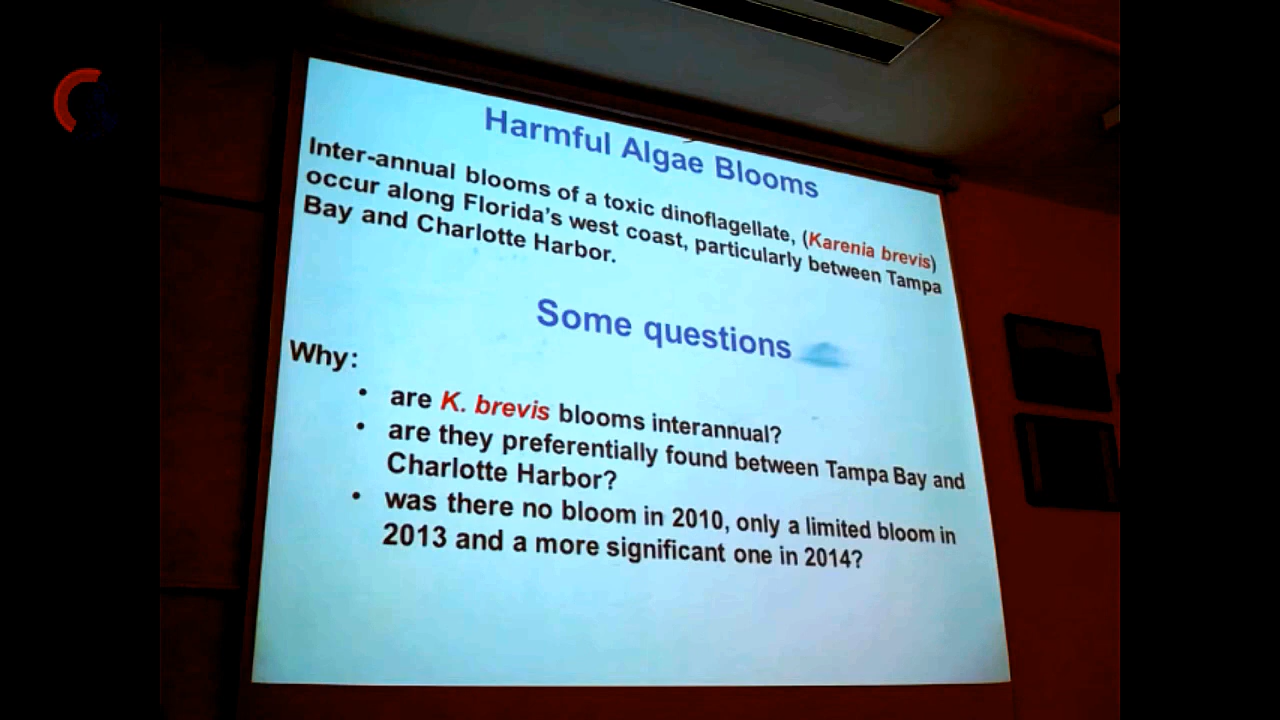 Harmful Algae Blooms
Inter-annual blooms of a toxic dinoflagellate, (Karenia brevis)
occur along Florida's west coast, particularly between Tampa
Bay and Charlotte Harbor.
Some questions
Why:
• are K. brevis blooms interannual?
• are they preferentially found between Tampa Bay and
Charlotte Harbor?
• was there no bloom in 2010, only a limited bloom in
2013 and a more significant one in 2014?